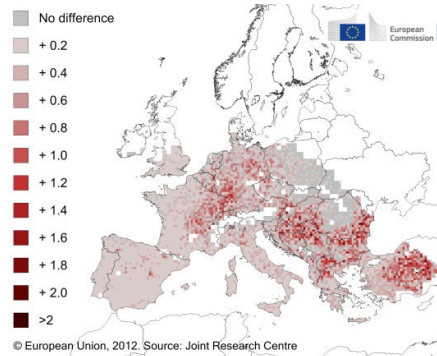 No difference
+ 0.2
+ 0.4
+ 0.6
+ 0.8
+ 1.0
+ 1.2
+ 1.4
+ 1.6
+ 1.8
+ 2.0
>2
European
Commission
© European Union, 2012. Source: Joint Research Centre